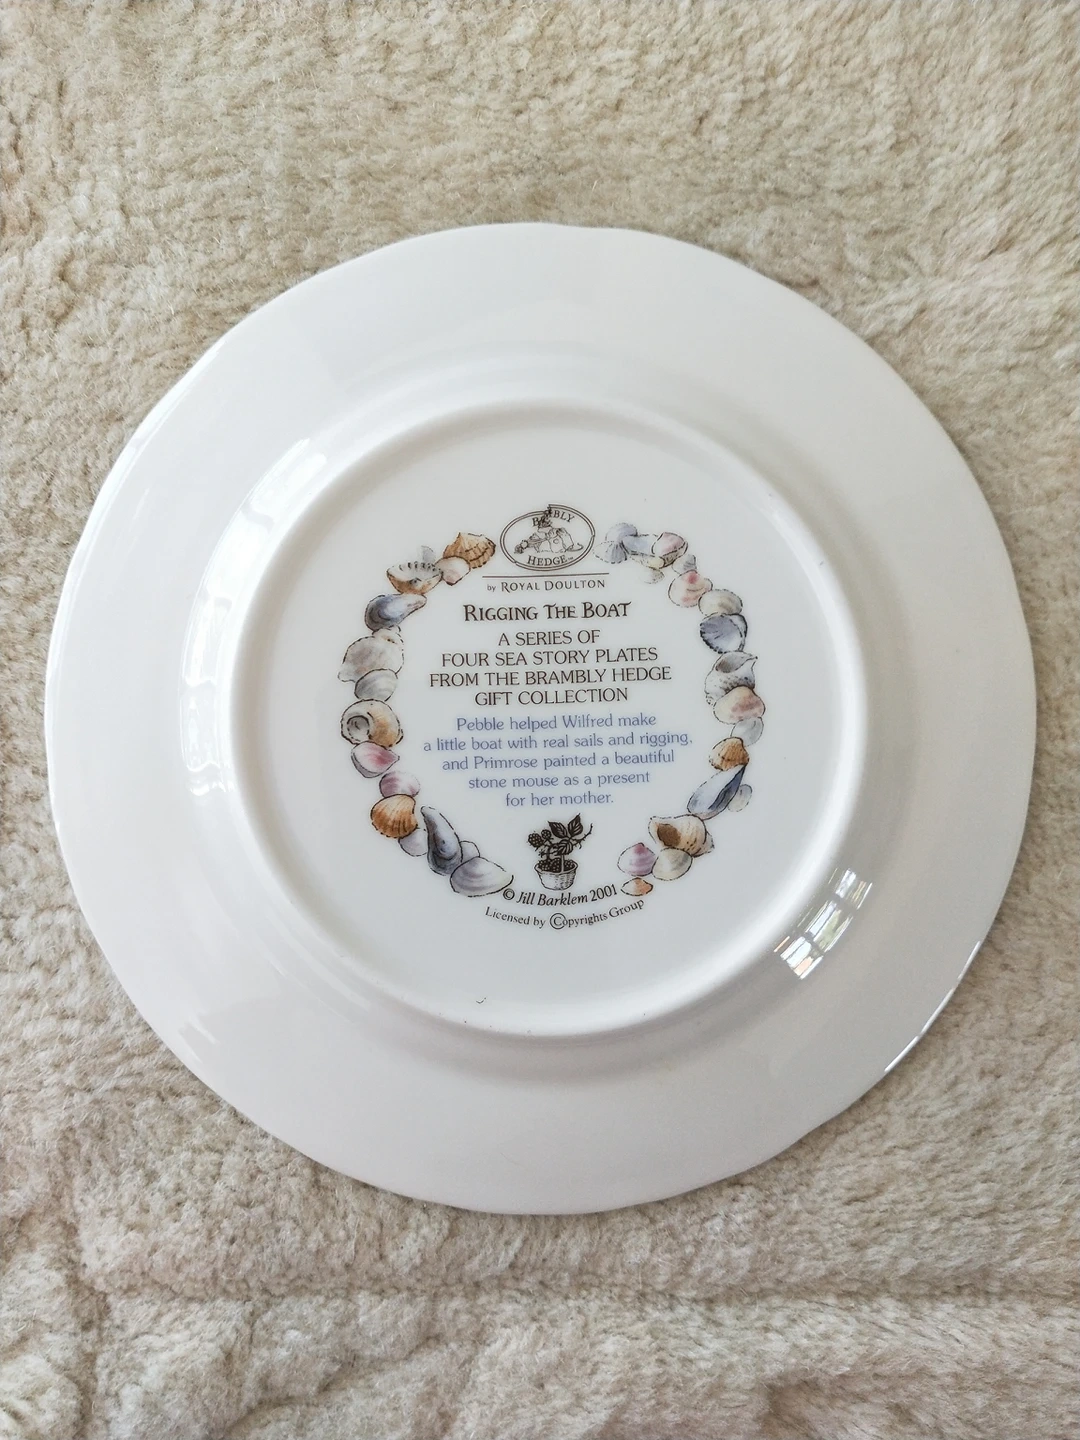 BRAMBLY
HEDGE™
by ROYAL DOULTON
RIGGING THE BOAT
A SERIES OF
FOUR SEA STORY PLATES
FROM THE BRAMBLY HEDGE
GIFT COLLECTION
Pebble helped Wilfred make
a little boat with real sails and rigging,
and Primrose painted a beautiful
stone mouse as a present
for her mother.
© Jill Barklem 2001
Licensed by ©opyrights Group